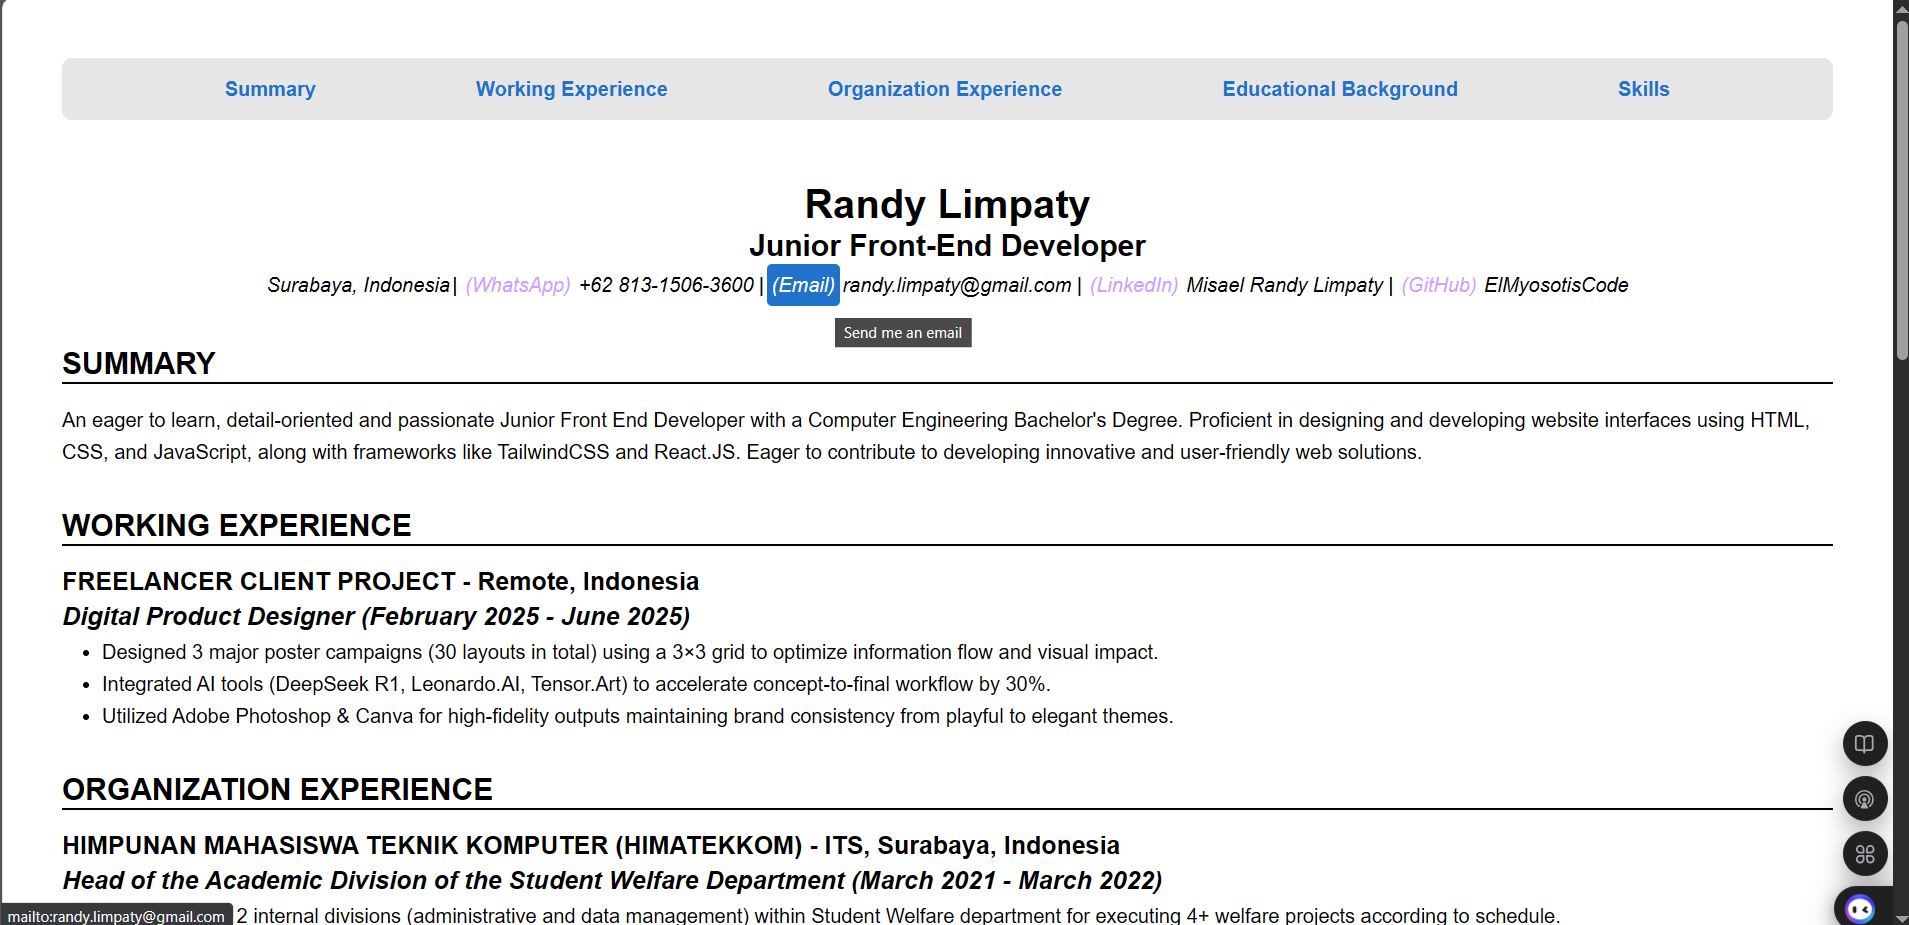 Summary Working Experience Organization Experience Educational Background Skills
Randy Limpaty
Junior Front-End Developer
Surabaya, Indonesia| (WhatsApp) +62 813-1506-3600 | (Email) randy.limpaty@gmail.com | (LinkedIn) Misael Randy Limpaty | (GitHub) ElMyosotisCode
Send me an email
SUMMARY
An eager to learn, detail-oriented and passionate Junior Front End Developer with a Computer Engineering Bachelor's Degree. Proficient in designing and developing website interfaces using HTML,
CSS, and JavaScript, along with frameworks like TailwindCSS and React.JS. Eager to contribute to developing innovative and user-friendly web solutions.
WORKING EXPERIENCE
FREELANCER CLIENT PROJECT - Remote, Indonesia
Digital Product Designer (February 2025 - June 2025)
• Designed 3 major poster campaigns (30 layouts in total) using a 3×3 grid to optimize information flow and visual impact.
• Integrated AI tools (DeepSeek R1, Leonardo.AI, Tensor.Art) to accelerate concept-to-final workflow by 30%.
• Utilized Adobe Photoshop & Canva for high-fidelity outputs maintaining brand consistency from playful to elegant themes.
ORGANIZATION EXPERIENCE
HIMPUNAN MAHASISWA TEKNIK KOMPUTER (HIMATEKKOM) - ITS, Surabaya, Indonesia
Head of the Academic Division of the Student Welfare Department (March 2021 - March 2022)
2 internal divisions (administrative and data management) within Student Welfare department for executing 4+ welfare projects according to schedule.
mailto:randy.limpaty@gmail.com